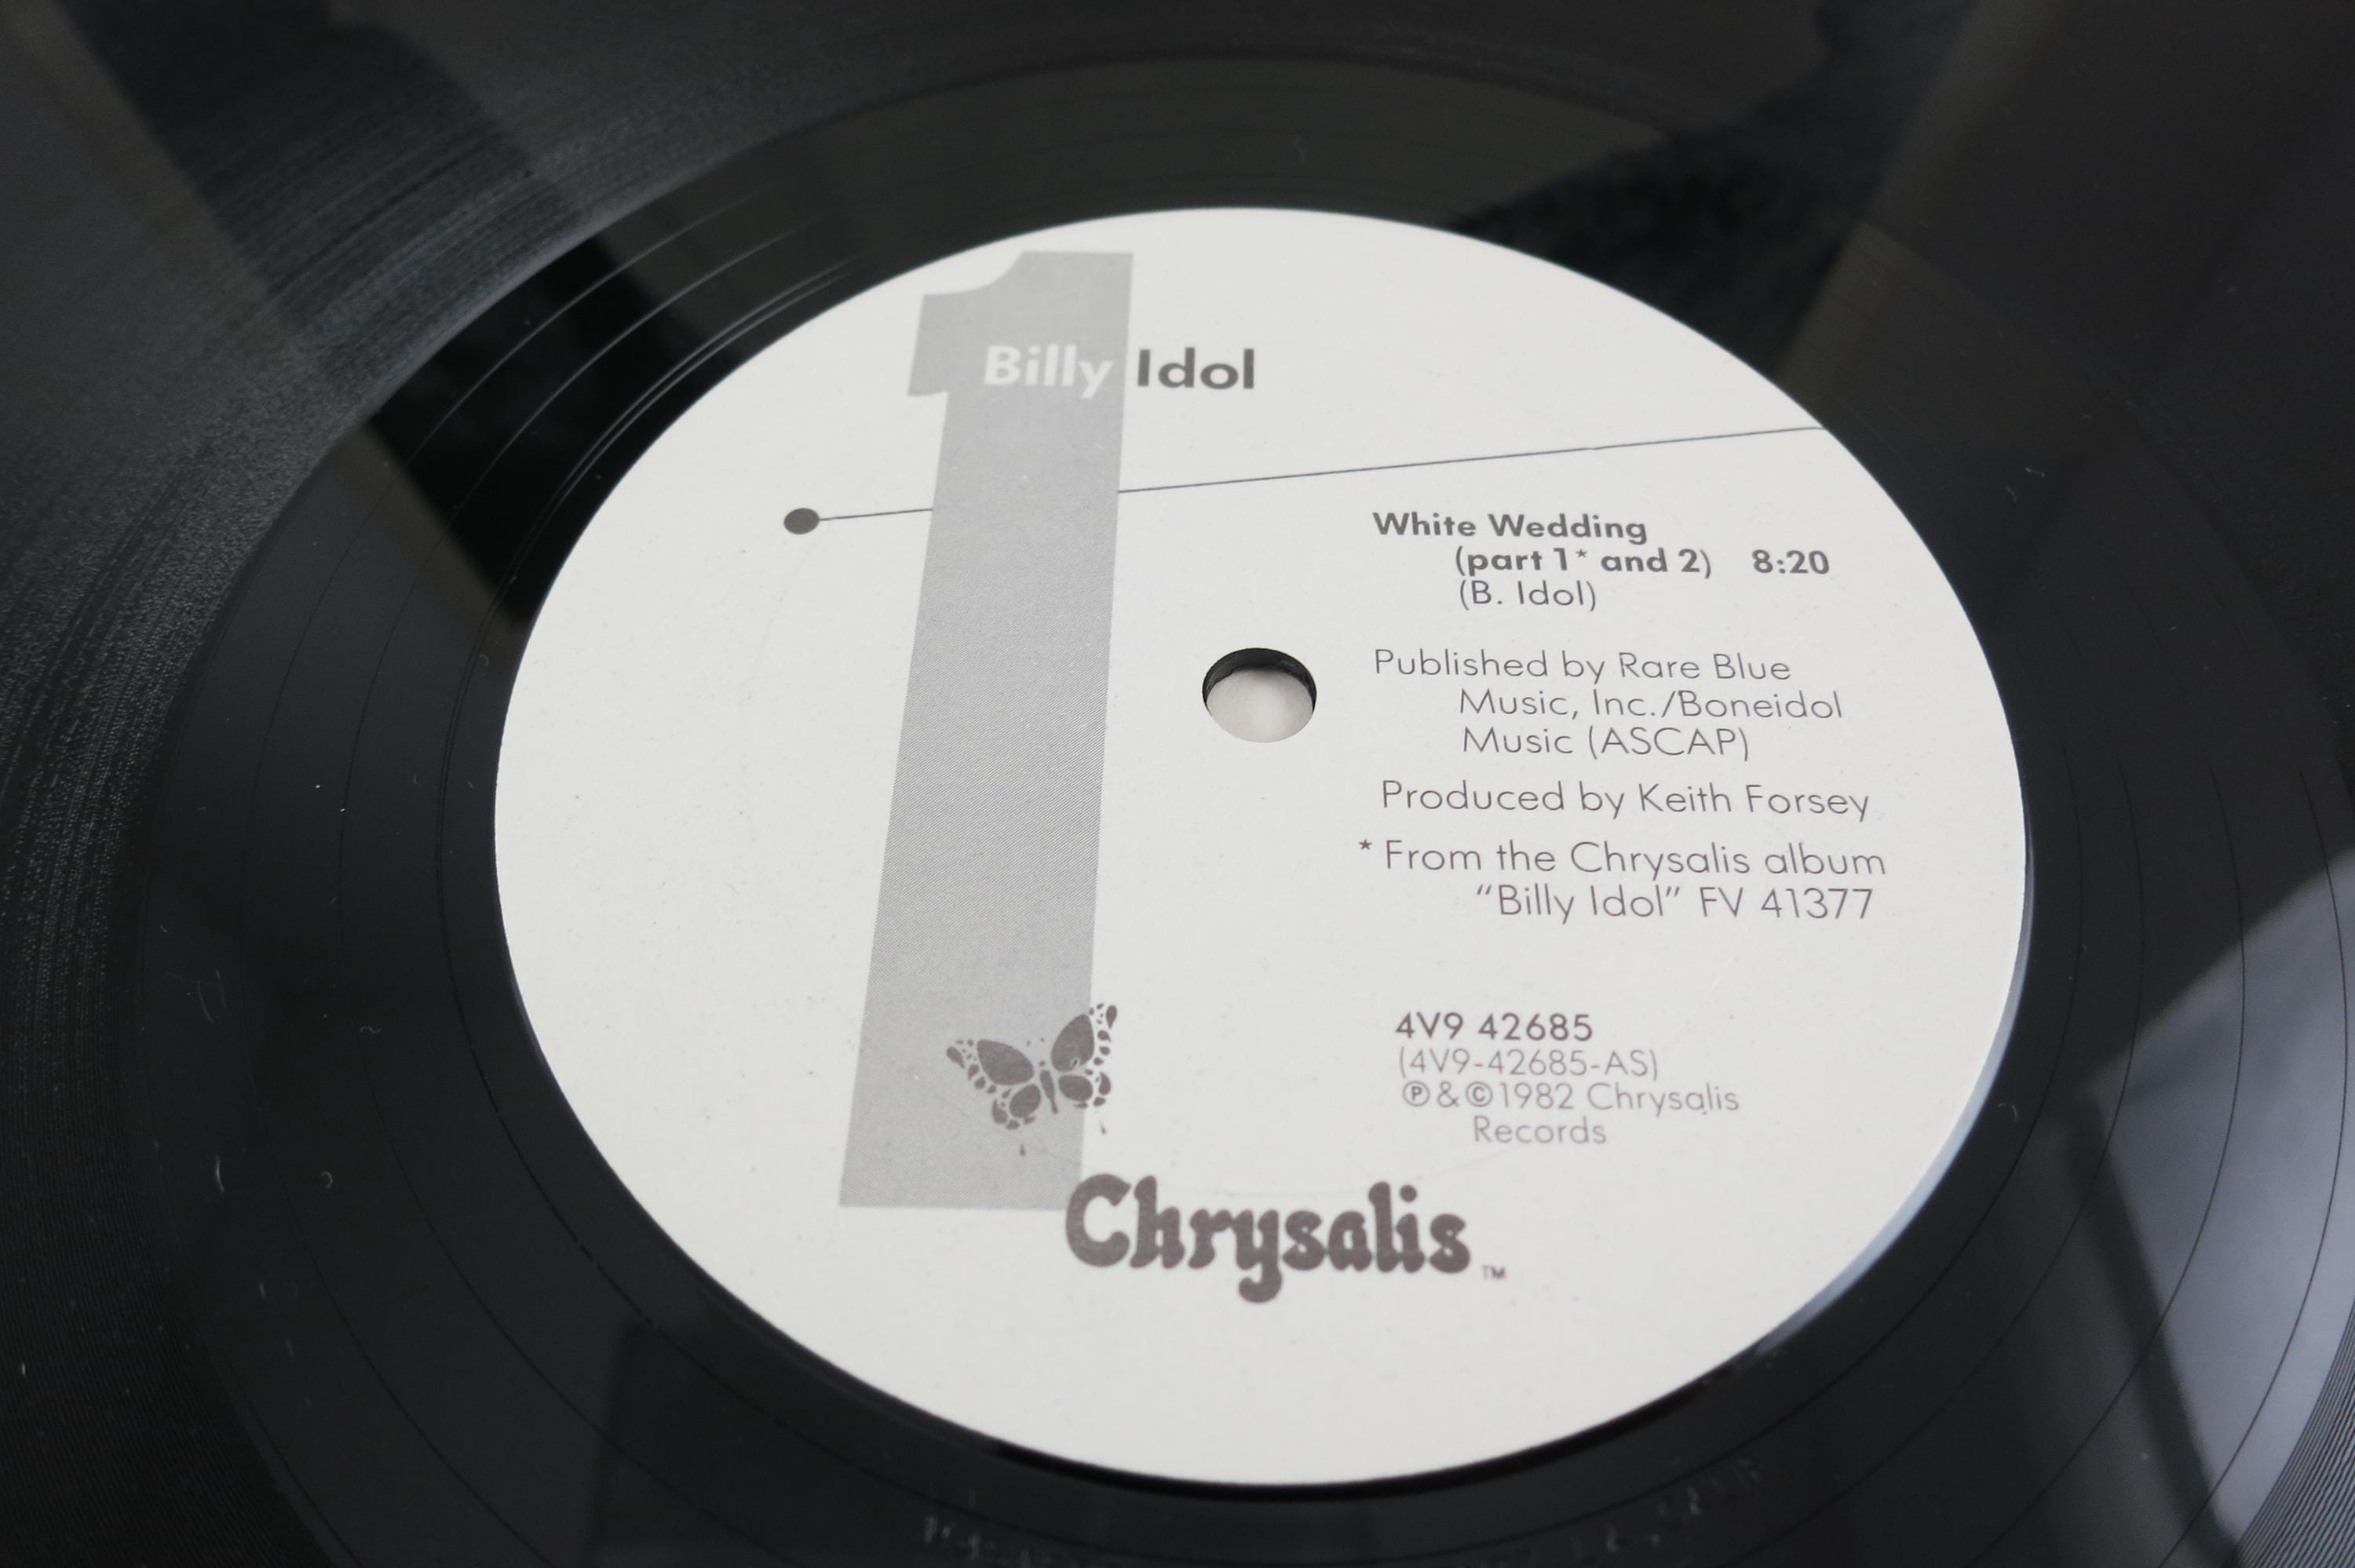 1
Billy Idol
White Wedding
(part 1* and 2) 8:20
(B. Idol)
Published by Rare Blue
Music, Inc./Boneidol
Music (ASCAP)
Produced by Keith Forsey
* From the Chrysalis album
"Billy Idol" FV 41377
4V9 42685
(4V9-42685-AS)
℗&©1982 Chrysalis
Records
Chrysalis™